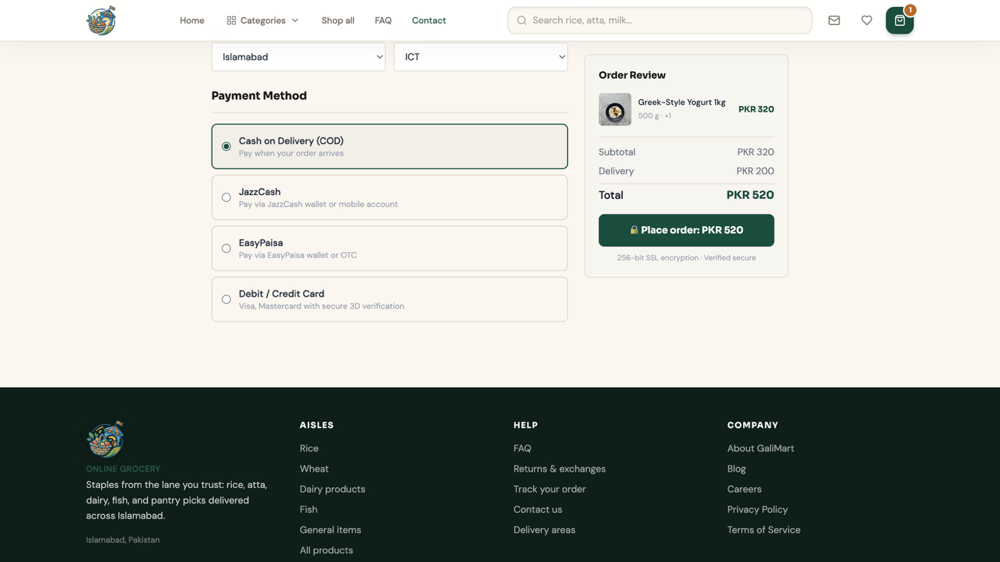 Home
Categories
Shop all
FAQ
Contact
Search rice, atta, milk...
1
Islamabad
ICT
Payment Method
Cash on Delivery (COD)
Pay when your order arrives
JazzCash
Pay via JazzCash wallet or mobile account
EasyPaisa
Pay via EasyPaisa wallet or OTC
Debit / Credit Card
Visa, Mastercard with secure 3D verification
Order Review
Greek-Style Yogurt 1kg
500 g · ×1
PKR 320
Subtotal PKR 320
Delivery PKR 200
Total PKR 520
Place order: PKR 520
256-bit SSL encryption · Verified secure
ONLINE GROCERY
Staples from the lane you trust: rice, atta,
dairy, fish, and pantry picks delivered
across Islamabad.
Islamabad, Pakistan
AISLES
Rice
Wheat
Dairy products
Fish
General items
All products
HELP
FAQ
Returns & exchanges
Track your order
Contact us
Delivery areas
COMPANY
About GaliMart
Blog
Careers
Privacy Policy
Terms of Service